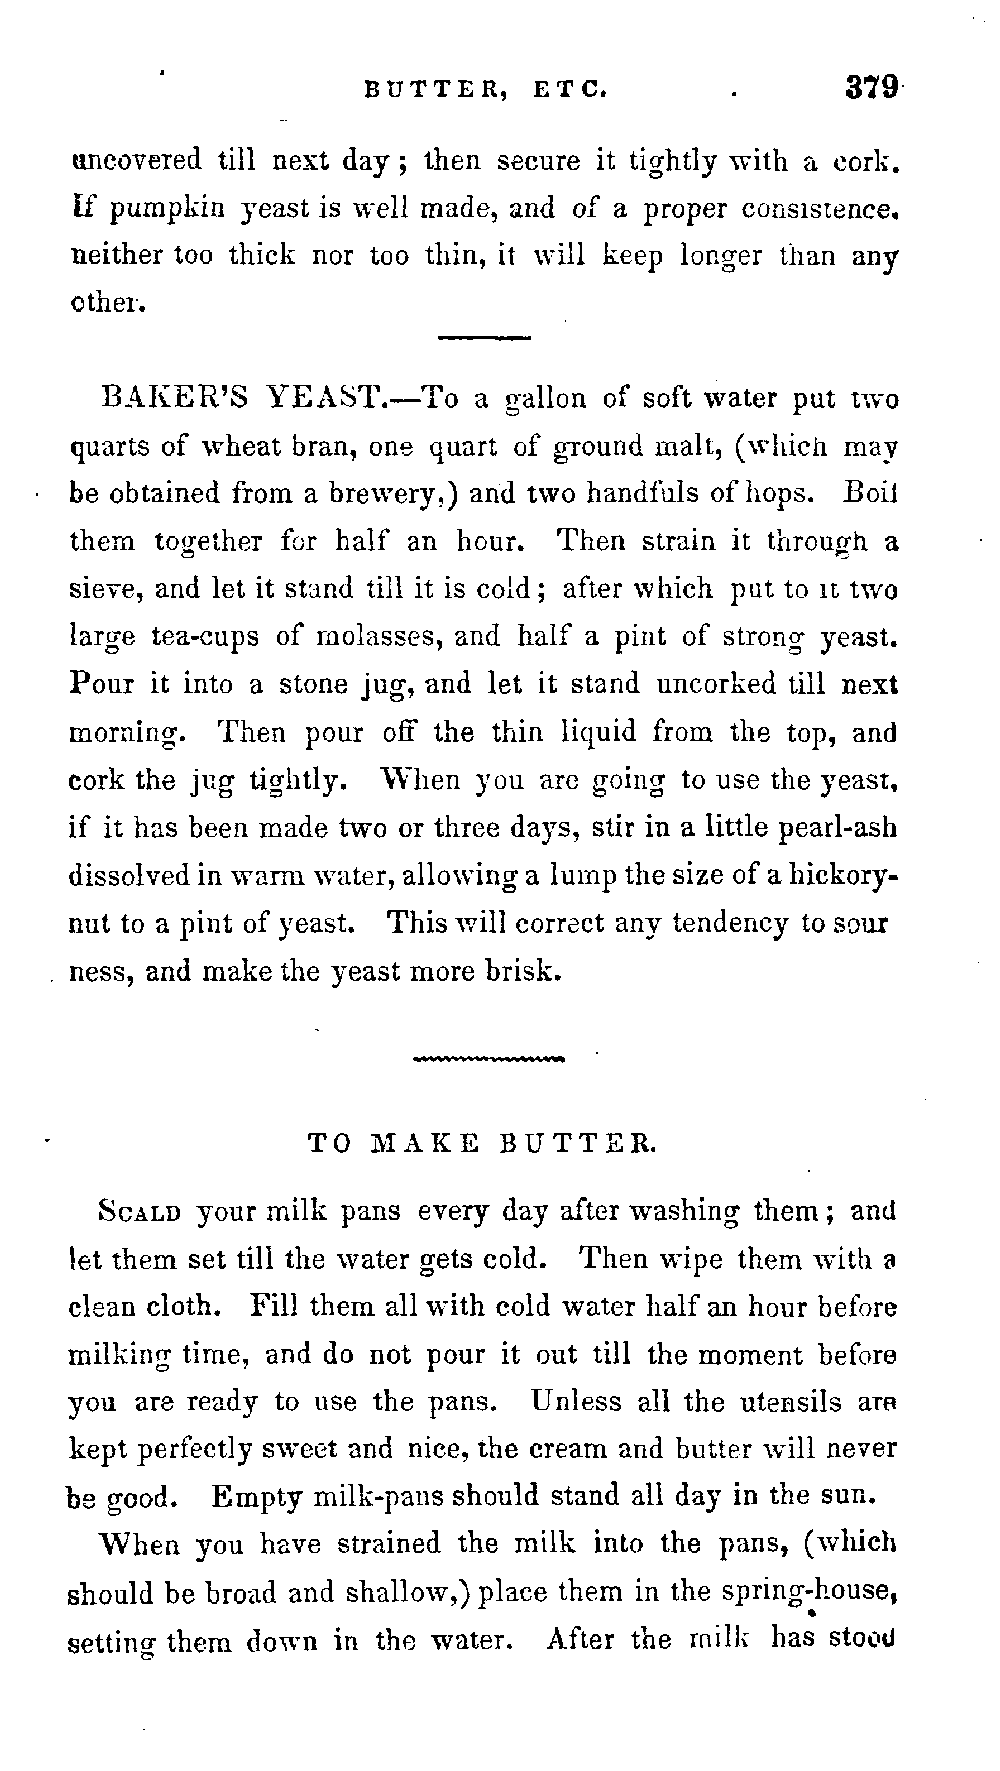 BUTTER, ETC. 379
uncovered till next day; then secure it tightly with a cork.
If pumpkin yeast is well made, and of a proper consistence,
neither too thick nor too thin, it will keep longer than any
other.
BAKER'S YEAST.—To a gallon of soft water put two
quarts of wheat bran, one quart of ground malt, (which may
be obtained from a brewery,) and two handfuls of hops. Boil
them together for half an hour. Then strain it through a
sieve, and let it stand till it is cold; after which put to it two
large tea-cups of molasses, and half a pint of strong yeast.
Pour it into a stone jug, and let it stand uncorked till next
morning. Then pour off the thin liquid from the top, and
cork the jug tightly. When you are going to use the yeast,
if it has been made two or three days, stir in a little pearl-ash
dissolved in warm water, allowing a lump the size of a hickory-
nut to a pint of yeast. This will correct any tendency to sour
ness, and make the yeast more brisk.
TO MAKE BUTTER.
SCALD your milk pans every day after washing them; and
let them set till the water gets cold. Then wipe them with a
clean cloth. Fill them all with cold water half an hour before
milking time, and do not pour it out till the moment before
you are ready to use the pans. Unless all the utensils are
kept perfectly sweet and nice, the cream and butter will never
be good. Empty milk-pans should stand all day in the sun.
When you have strained the milk into the pans, (which
should be broad and shallow,) place them in the spring-house,
setting them down in the water. After the milk has stood